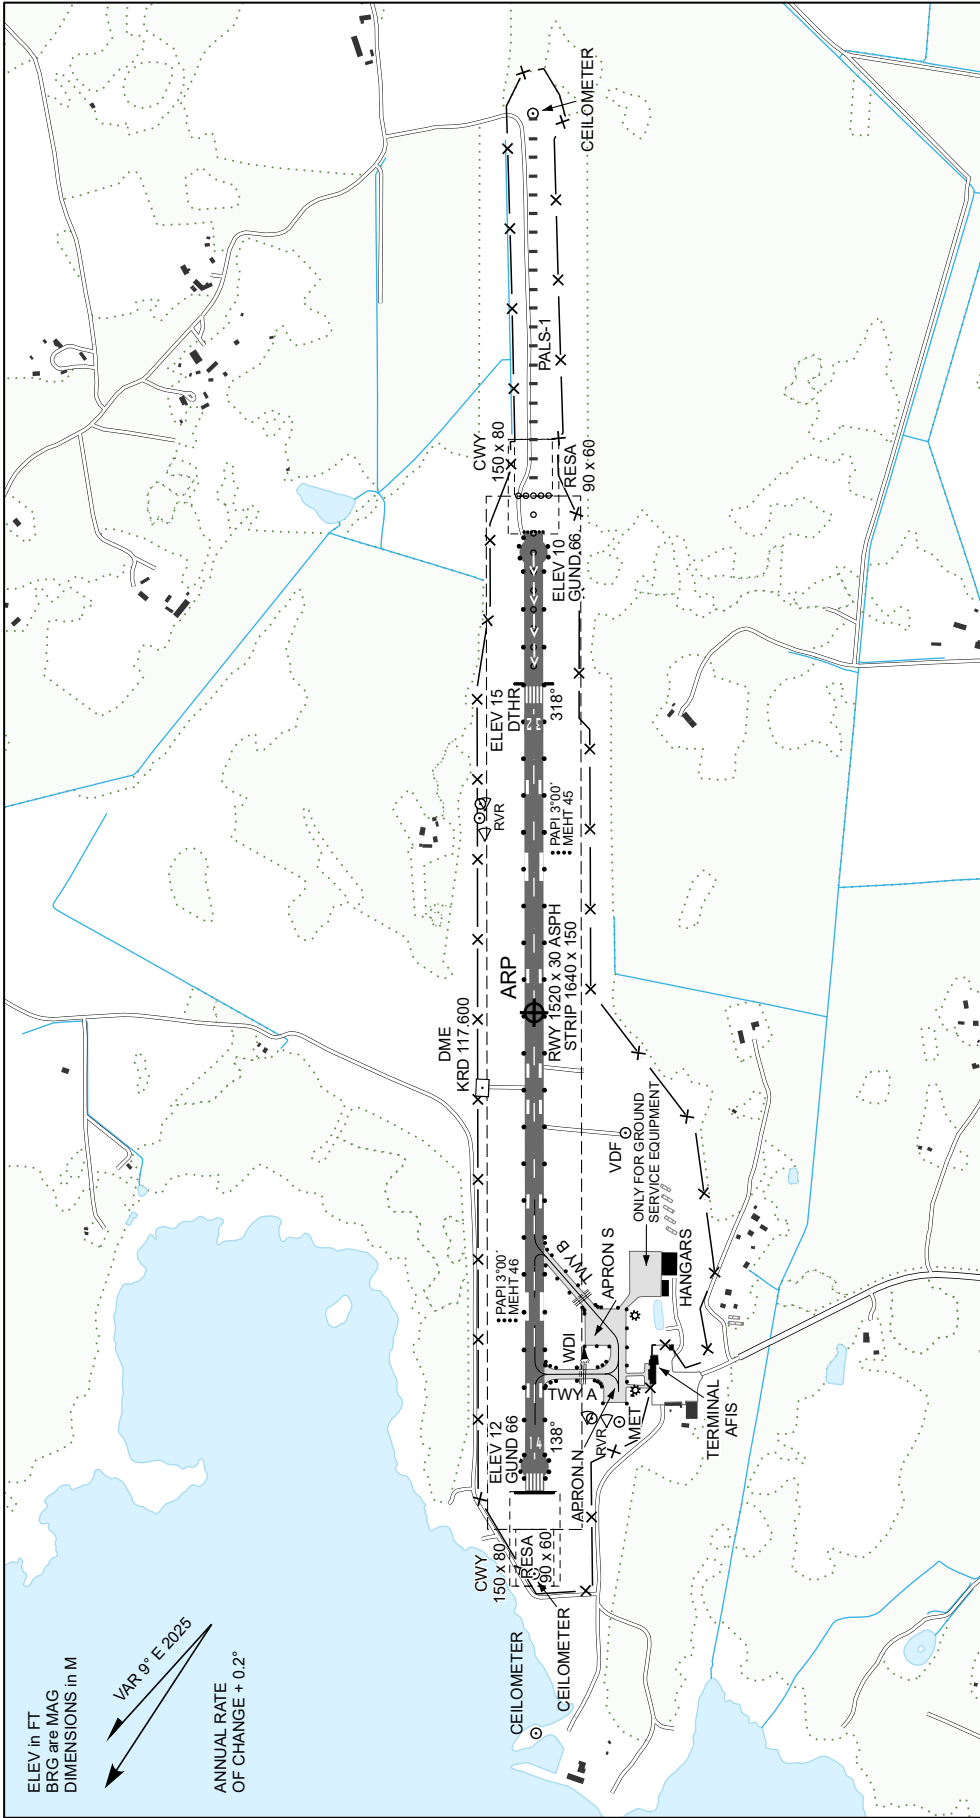 ELEV in FT
BRG are MAG
DIMENSIONS in M
VAR 9° E 2025
ANNUAL RATE
OF CHANGE + 0.2°
CEILOMETER
CEILOMETER
CWY
150 x 80
RESA
90 x 60
ELEV 12
GUND 66
14
138°
APRON N
RVR
MET
TERMINAL
AFIS
TWY A
WDI
PAPI 3°00´
MEHT 46
TWY B
APRON S
HANGARS
ONLY FOR GROUND
SERVICE EQUIPMENT
VDF
DME
KRD 117.600
ARP
RWY 1520 x 30 ASPH
STRIP 1640 x 150
RVR
PAPI 3°00´
MEHT 45
ELEV 15
DTHR
318°
ELEV 10
GUND 66
CWY
150 x 80
RESA
90 x 60
PALS-1
CEILOMETER